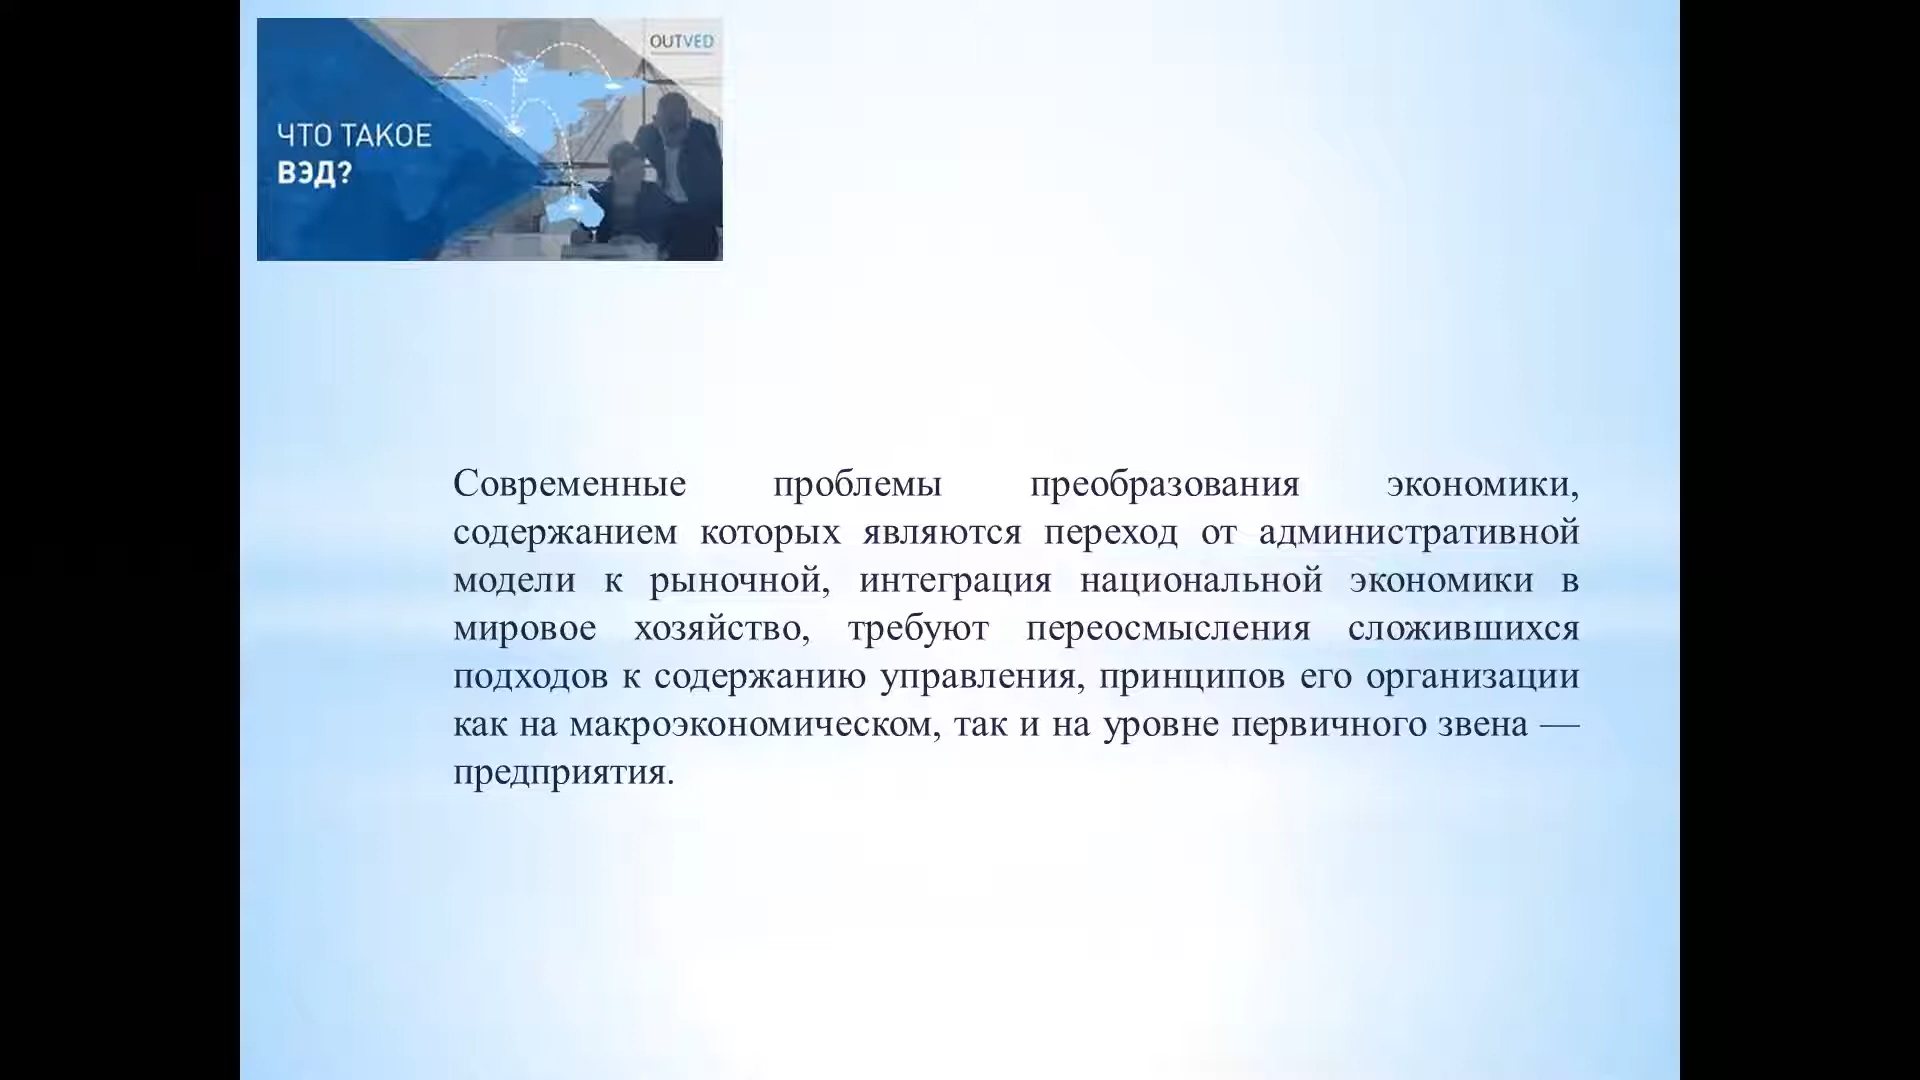 OUTVED
ЧТО ТАКОЕ
ВЭД?
Современные проблемы преобразования экономики,
содержанием которых являются переход от административной
модели к рыночной, интеграция национальной экономики в
мировое хозяйство, требуют переосмысления сложившихся
подходов к содержанию управления, принципов его организации
как на макроэкономическом, так и на уровне первичного звена —
предприятия.